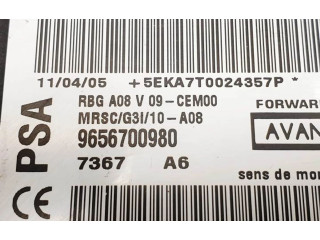 11/04/05 +5EKA7T0024357P*
RBG A08 V 09-CEM00
MRSC/G3I/10-A08
9656700980
7367 A6
PSA
FORWARD
AVAN
sens de mo